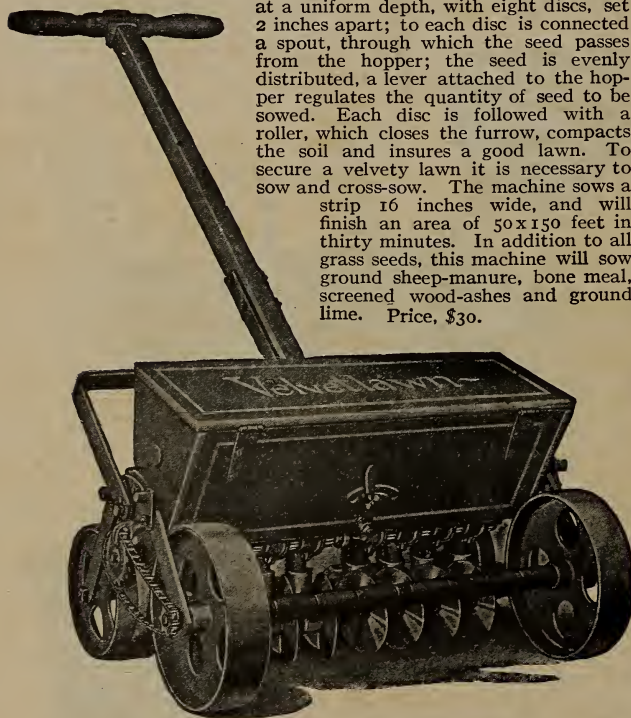 at a uniform depth, with eight discs, set
2 inches apart; to each disc is connected
a spout, through which the seed passes
from the hopper; the seed is evenly
distributed, a lever attached to the hop-
per regulates the quantity of seed to be
sowed. Each disc is followed with a
roller, which closes the furrow, compacts
the soil and insures a good lawn. To
secure a velvety lawn it is necessary to
sow and cross-sow. The machine sows a
strip 16 inches wide, and will
finish an area of 50x150 feet in
thirty minutes. In addition to all
grass seeds, this machine will sow
ground sheep-manure, bone meal,
screened wood-ashes and ground
lime. Price, $30.
Velvetlawn